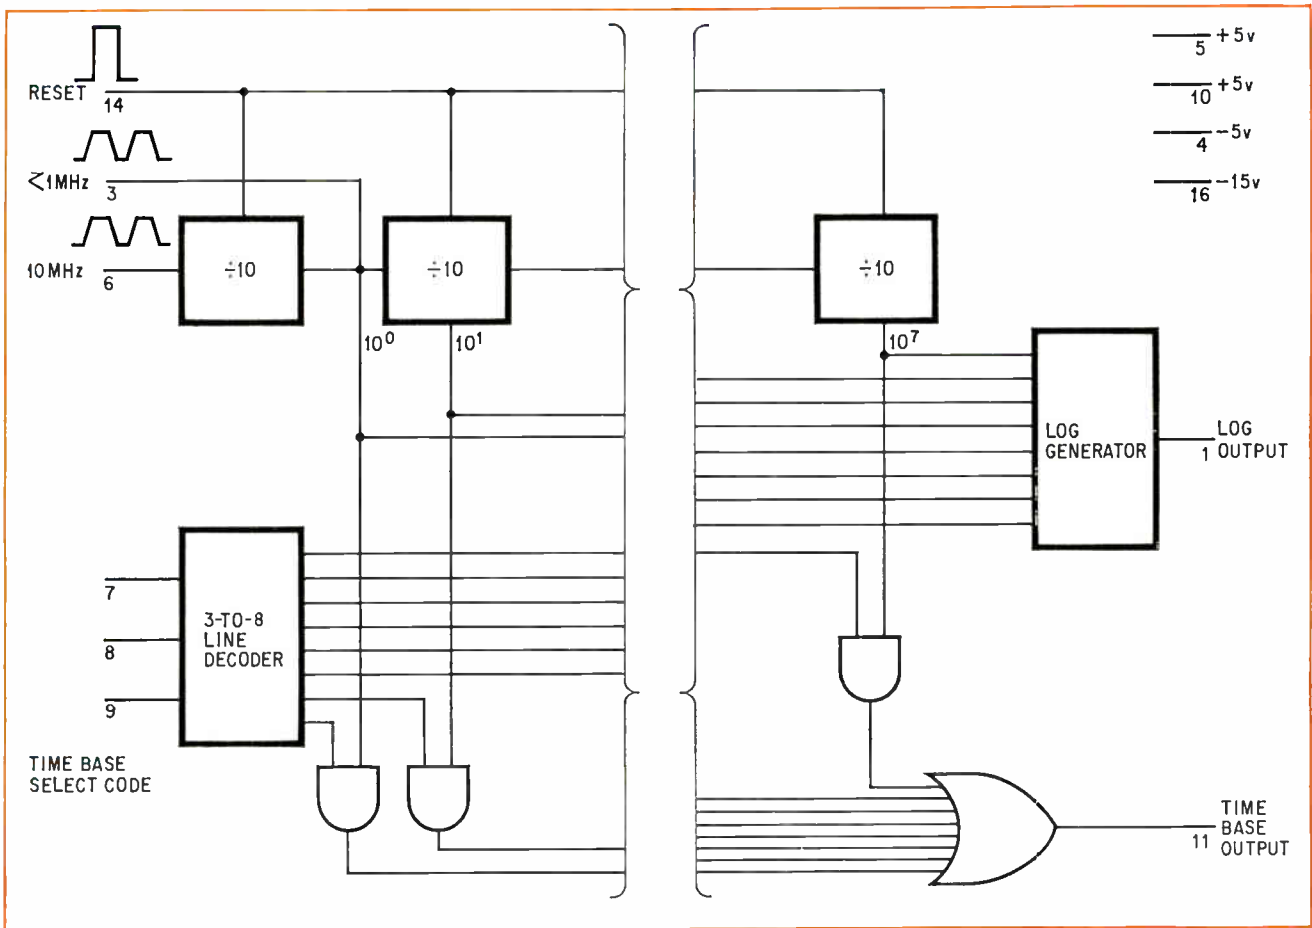 RESET 14
≷1MHz 3
10MHz 6
÷10
÷10
÷10
10⁰
10¹
10⁷
5 +5v
10 +5v
4 -5v
16 -15v
LOG
GENERATOR
1 LOG
OUTPUT
7
8
9
3-TO-8
LINE
DECODER
TIME BASE
SELECT CODE
11 TIME
BASE
OUTPUT